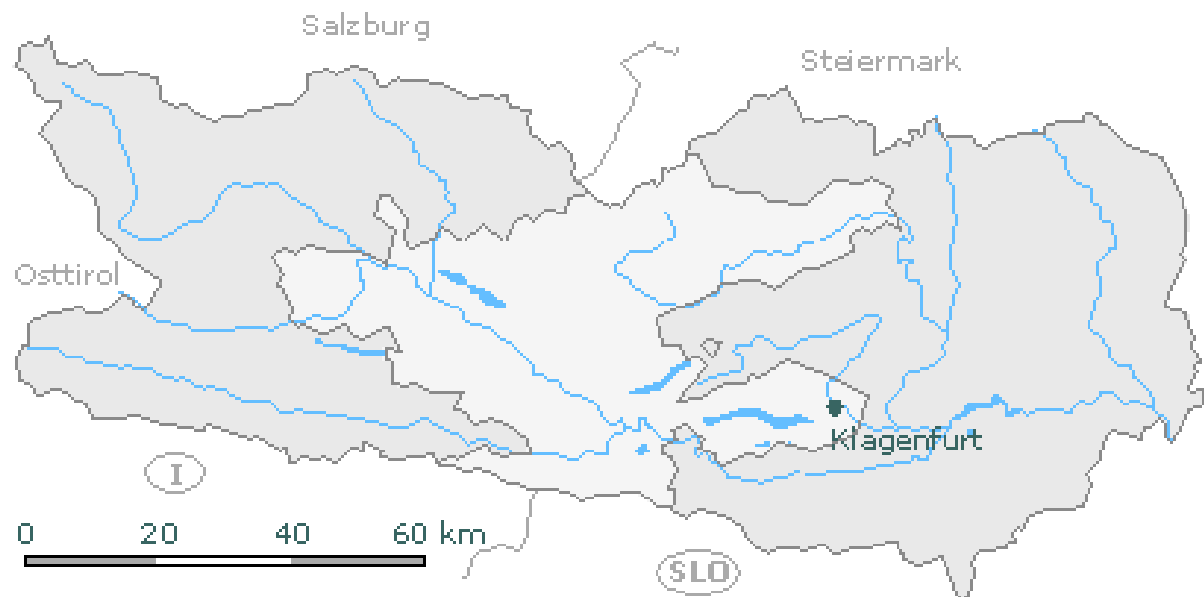 Salzburg
Steiermark
Osttirol
Klagenfurt
I
0 20 40 60 km
SLO